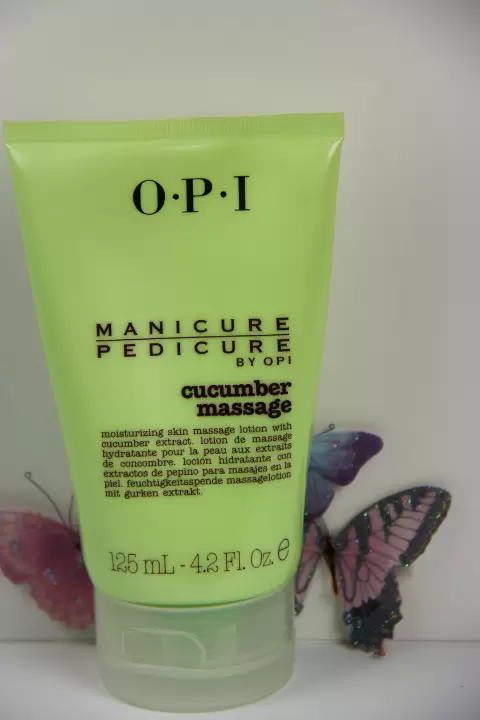 O·P·I
MANICURE
PEDICURE
BY OPI
cucumber
massage
moisturizing skin massage lotion with
cucumber extract. lotion de massage
hydratante pour la peau aux extraits
de concombre. loción hidratante con
extractos de pepino para masajes en la
piel. feuchtigkeitsspende massagelotion
mit gurken extrakt.
125 mL - 4.2 Fl. Oz. ℮